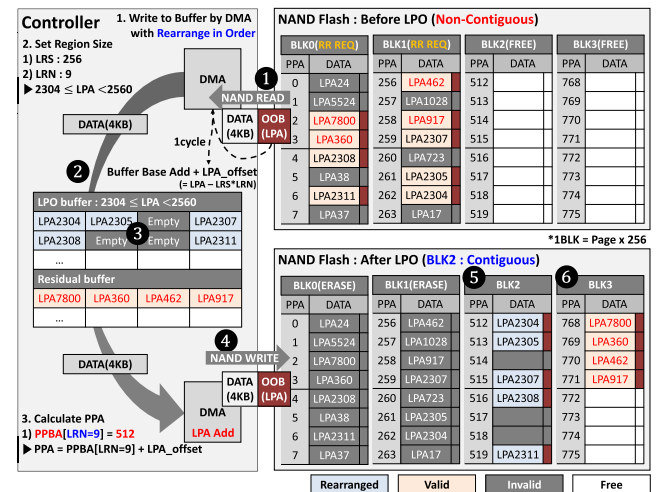 Controller
1. Write to Buffer by DMA
with Rearrange in Order
2. Set Region Size
1) LRS : 256
2) LRN : 9
▶ 2304 ≤ LPA <2560
DMA
1
NAND READ
DATA
(4KB)
OOB
(LPA)
DATA(4KB)
1cycle
2
Buffer Base Add + LPA_offset
(= LPA – LRS*LRN)
LPO buffer : 2304 ≤ LPA <2560
LPA2304 LPA2305 Empty LPA2307
3
LPA2308 Empty Empty LPA2311
...
Residual buffer
LPA7800 LPA360 LPA462 LPA917
...
4
NAND WRITE
DATA(4KB)
DATA
(4KB)
OOB
(LPA)
DMA
LPA Add
3. Calculate PPA
1) PPBA[LRN=9] = 512
▶ PPA = PPBA[LRN=9] + LPA_offset
NAND Flash : Before LPO (Non-Contiguous)
BLK0(RR REQ) BLK1(RR REQ) BLK2(FREE) BLK3(FREE)
PPA DATA PPA DATA PPA DATA PPA DATA
0 LPA24 256 LPA462 512 768
1 LPA5524 257 LPA1028 513 769
2 LPA7800 258 LPA917 514 770
3 LPA360 259 LPA2307 515 771
4 LPA2308 260 LPA723 516 772
5 LPA38 261 LPA2305 517 773
6 LPA2311 262 LPA2304 518 774
7 LPA37 263 LPA17 519 775
*1BLK = Page x 256
NAND Flash : After LPO (BLK2 : Contiguous)
5
6
BLK0(ERASE) BLK1(ERASE) BLK2 BLK3
PPA DATA PPA DATA PPA DATA PPA DATA
0 LPA24 256 LPA462 512 LPA2304 768 LPA7800
1 LPA5524 257 LPA1028 513 LPA2305 769 LPA360
2 LPA7800 258 LPA917 514 770 LPA462
3 LPA360 259 LPA2307 515 LPA2307 771 LPA917
4 LPA2308 260 LPA723 516 LPA2308 772
5 LPA38 261 LPA2305 517 773
6 LPA2311 262 LPA2304 518 774
7 LPA37 263 LPA17 519 LPA2311 775
Rearranged Valid Invalid Free